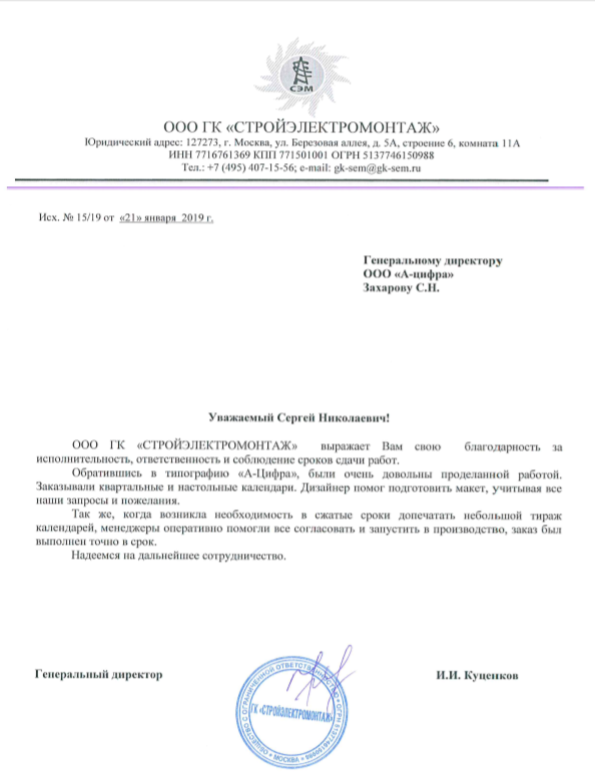 СЭМ
ООО ГК «СТРОЙЭЛЕКТРОМОНТАЖ»
Юридический адрес: 127273, г. Москва, ул. Березовая аллея, д. 5А, строение 6, комната 11А
ИНН 7716761369 КПП 771501001 ОГРН 5137746150988
Тел.: +7 (495) 407-15-56; e-mail: gk-sem@gk-sem.ru
Исх. № 15/19 от «21» января 2019 г.
Генеральному директору
ООО «А-цифра»
Захарову С.Н.
Уважаемый Сергей Николаевич!
ООО ГК «СТРОЙЭЛЕКТРОМОНТАЖ» выражает Вам свою благодарность за
исполнительность, ответственность и соблюдение сроков сдачи работ.
Обратившись в типографию «А-Цифра», были очень довольны проделанной работой.
Заказывали квартальные и настольные календари. Дизайнер помог подготовить макет, учитывая все
наши запросы и пожелания.
Так же, когда возникла необходимость в сжатые сроки допечатать небольшой тираж
календарей, менеджеры оперативно помогли все согласовать и запустить в производство, заказ был
выполнен точно в срок.
Надеемся на дальнейшее сотрудничество.
Генеральный директор
И.И. Куценков
ОБЩЕСТВО С ОГРАНИЧЕННОЙ ОТВЕТСТВЕННОСТЬЮ
ГК «СТРОЙЭЛЕКТРОМОНТАЖ»
МОСКВА